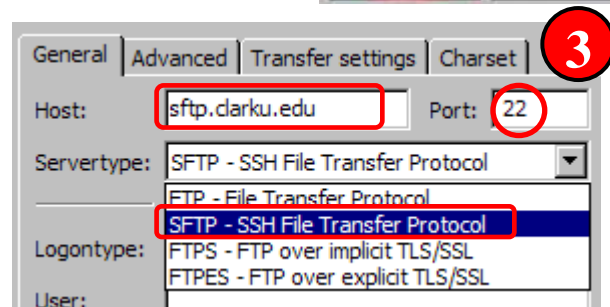 General Advanced Transfer settings Charset 3
Host: sftp.clarku.edu Port: 22
Servertype: SFTP - SSH File Transfer Protocol
FTP - File Transfer Protocol
SFTP - SSH File Transfer Protocol
Logontype: FTPS - FTP over implicit TLS/SSL
FTPES - FTP over explicit TLS/SSL
User: